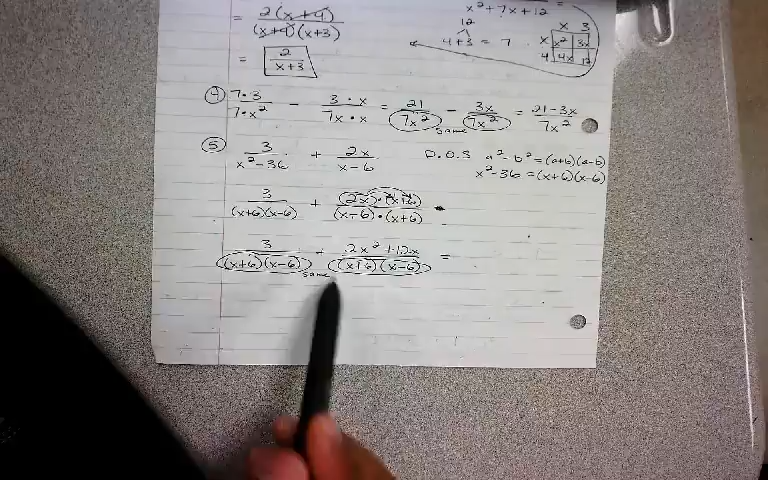 = 2(x+4) / (x+4)(x+3)
x² + 7x + 12 =
12
4 + 3 = 7
x 3
x x² 3x
4 4x 12
= 2 / x+3
④ 7·3 / 7·x² − 3·x / 7x·x = 21 / 7x² − 3x / 7x² = 21−3x / 7x²
same
⑤ 3 / x²−36 + 2x / x−6 D.O.S a²−b² = (a+b)(a−b)
x²−36 = (x+6)(x−6)
3 / (x+6)(x−6) + (2x)·(x+6) / (x−6)·(x+6)
3 / (x+6)(x−6) + 2x² + 12x / (x+6)(x−6) =
same